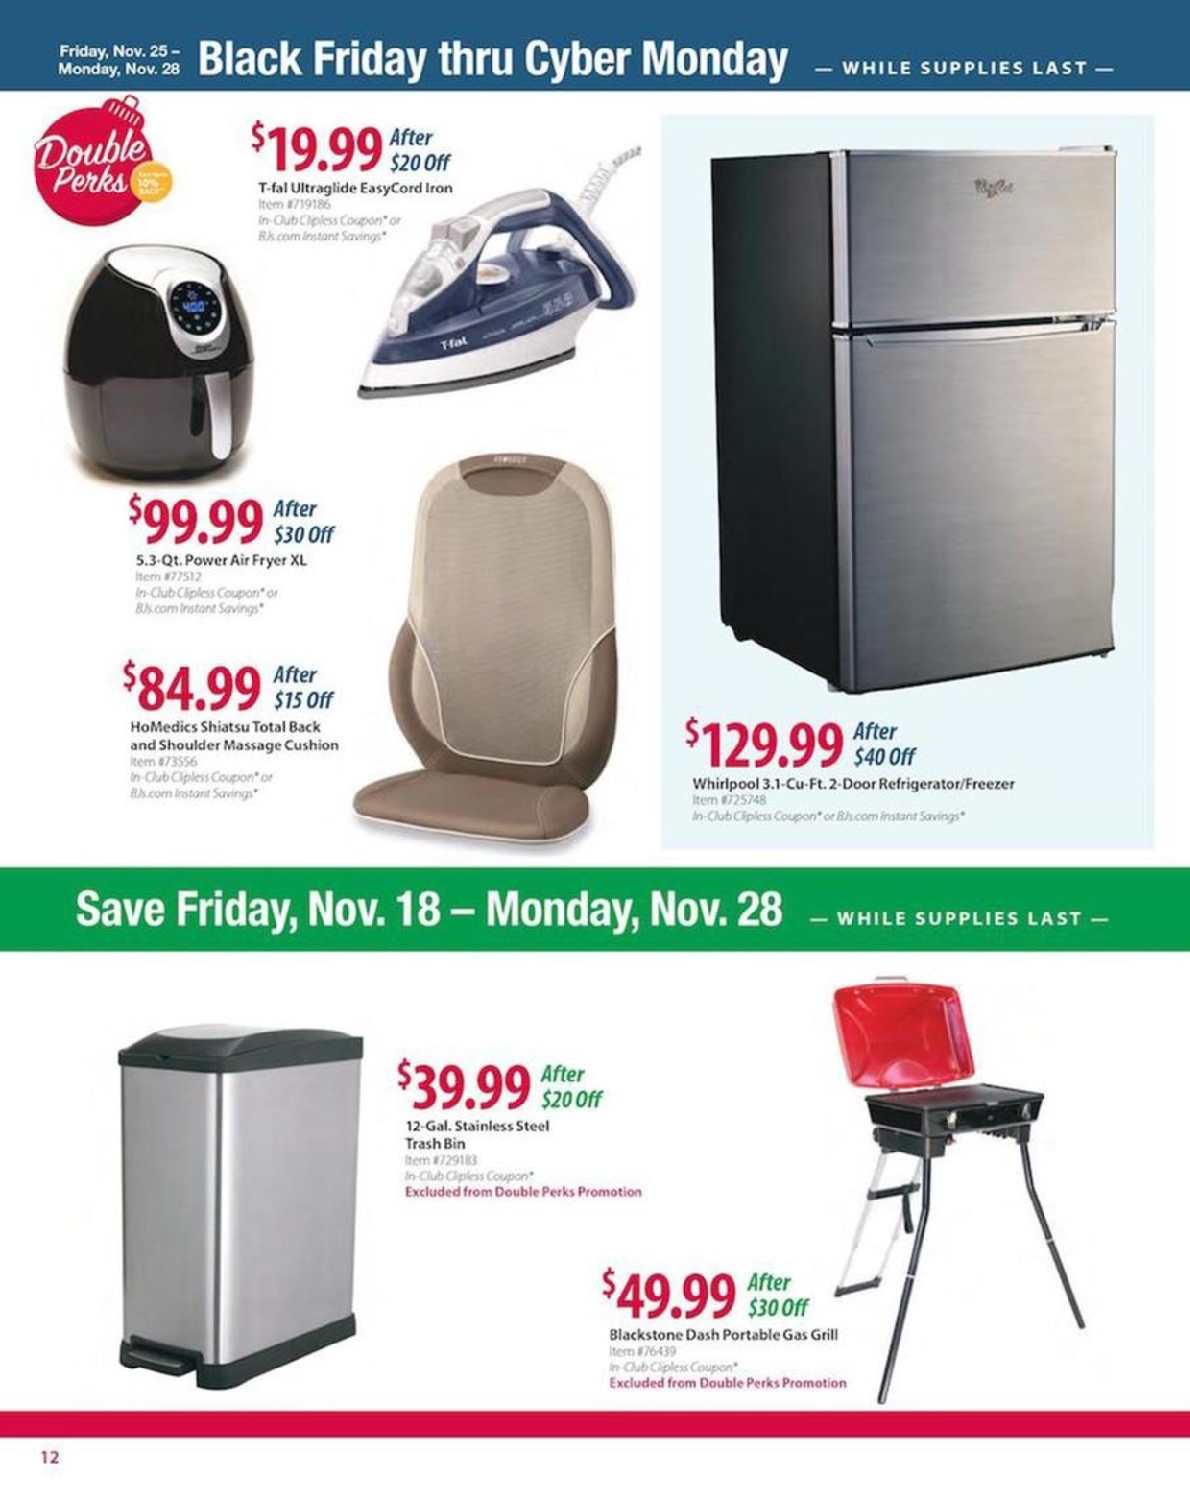 Friday, Nov. 25 –
Monday, Nov. 28
Black Friday thru Cyber Monday
— WHILE SUPPLIES LAST —
Double
Perks
10%
BACK
$19.99 After
$20 Off
T-fal Ultraglide EasyCord Iron
Item #719186
In-Club Clipless Coupon* or
BJs.com Instant Savings*
T-fal
400
Whirlpool
$99.99 After
$30 Off
5.3-Qt. Power Air Fryer XL
Item #77512
In-Club Clipless Coupon* or
BJs.com Instant Savings*
HOMEDICS
$84.99 After
$15 Off
HoMedics Shiatsu Total Back
and Shoulder Massage Cushion
Item #73556
In-Club Clipless Coupon* or
BJs.com Instant Savings*
$129.99 After
$40 Off
Whirlpool 3.1-Cu-Ft. 2-Door Refrigerator/Freezer
Item #725748
In-Club Clipless Coupon* or BJs.com Instant Savings*
Save Friday, Nov. 18 – Monday, Nov. 28
— WHILE SUPPLIES LAST —
$39.99 After
$20 Off
12-Gal. Stainless Steel
Trash Bin
Item #729183
In-Club Clipless Coupon*
Excluded from Double Perks Promotion
$49.99 After
$30 Off
Blackstone Dash Portable Gas Grill
Item #76439
In-Club Clipless Coupon*
Excluded from Double Perks Promotion
12